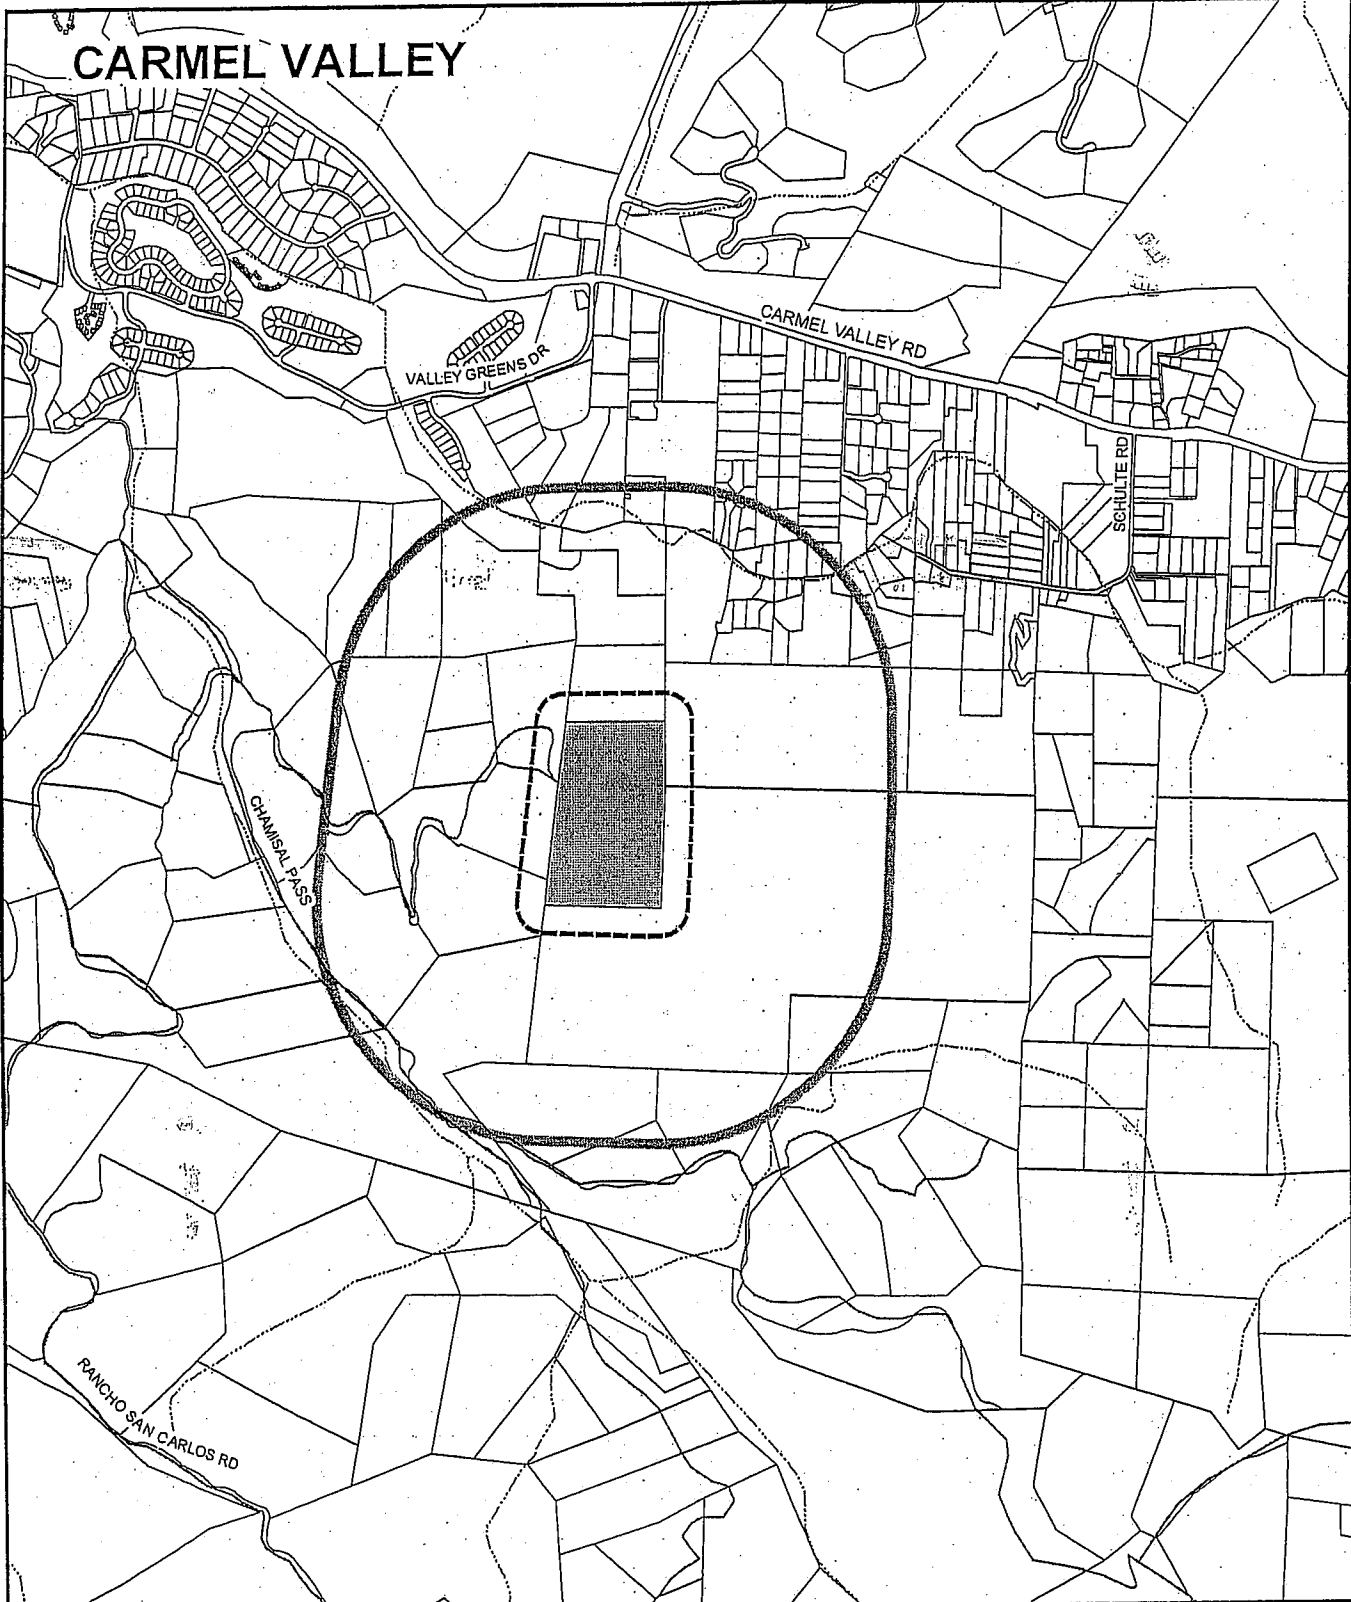 CARMEL VALLEY
CARMEL VALLEY RD
VALLEY GREENS DR
SCHULTE RD
CHAMISAL PASS
RANCHO SAN CARLOS RD